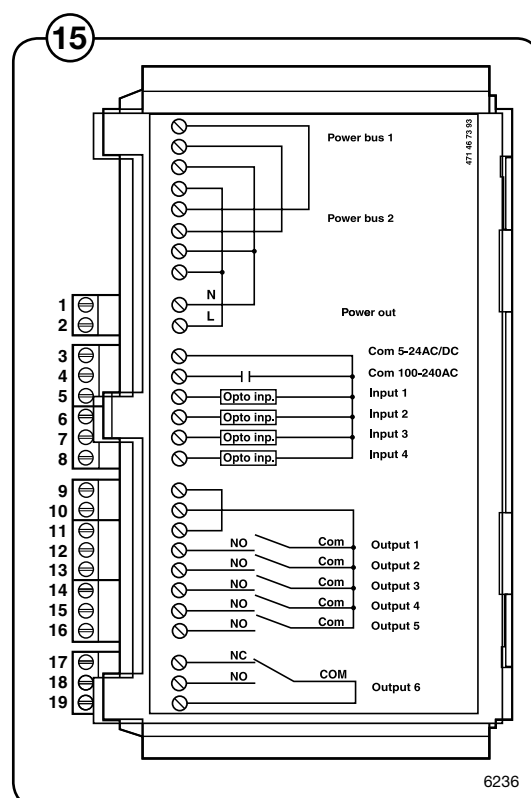 15
Power bus 1
471 46 73 93
Power bus 2
N
1
L
Power out
2
3
Com 5-24AC/DC
4
Com 100-240AC
5
Opto inp.
Input 1
6
Opto inp.
Input 2
7
Opto inp.
Input 3
8
Opto inp.
Input 4
9
10
11
NO
Com
Output 1
12
NO
Com
Output 2
13
NO
Com
Output 3
14
NO
Com
Output 4
15
NO
Com
Output 5
16
17
NC
COM
18
NO
Output 6
19
6236